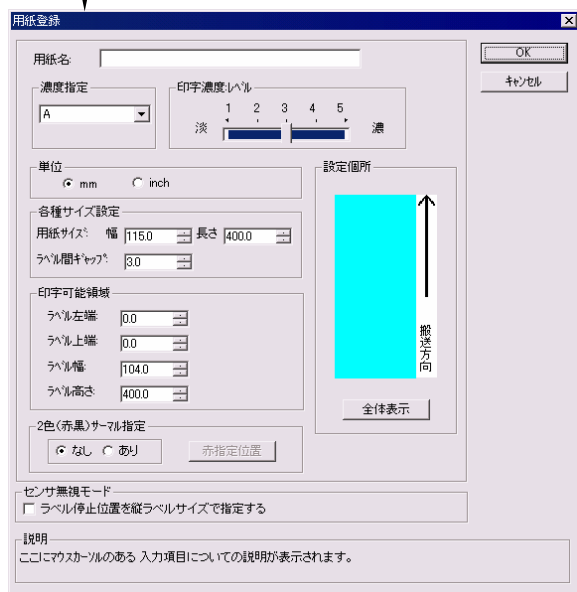 用紙登録
用紙名:
OK
キャンセル
濃度指定
A
印字濃度:レベル
1 2 3 4 5
淡 濃
単位
mm inch
設定個所
各種サイズ設定
用紙サイズ: 幅 115.0 長さ 400.0
ラベル間ギャップ: 3.0
印字可能領域
ラベル左端: 0.0
ラベル上端: 0.0
ラベル幅: 104.0
ラベル高さ: 400.0
搬送方向
全体表示
2色(赤黒)サーマル指定
なし あり 赤指定位置
センサ無視モード
ラベル停止位置を縦ラベルサイズで指定する
説明
ここにマウスカーソルのある入力項目についての説明が表示されます。